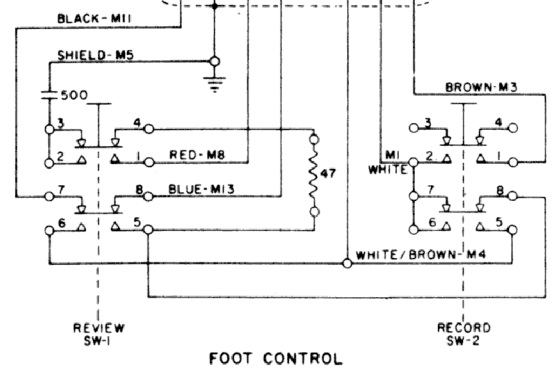 BLACK-M11
SHIELD-M5
500
BROWN-M3
3 4
3 4
2 1 RED-M8
M1 WHITE
2 1
47
7 8 BLUE-M13
7 8
6 5
6 5
WHITE/BROWN-M4
REVIEW
SW-1
RECORD
SW-2
FOOT CONTROL